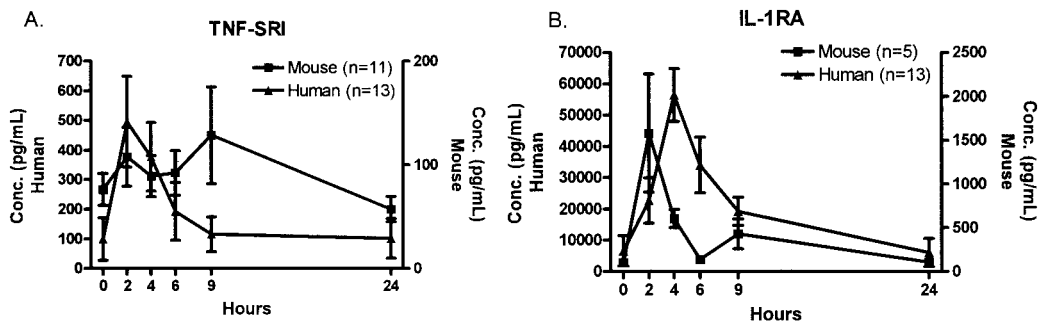 A.
TNF-SRI
Mouse (n=11)
Human (n=13)
Conc. (pg/mL)
Human
700
600
500
400
300
200
100
0
200
100
0
Conc. (pg/mL)
Mouse
0 2 4 6 9 24
Hours
B.
IL-1RA
Mouse (n=5)
Human (n=13)
Conc. (pg/mL)
Human
70000
60000
50000
40000
30000
20000
10000
0
2500
2000
1500
1000
500
0
Conc. (pg/mL)
Mouse
0 2 4 6 9 24
Hours